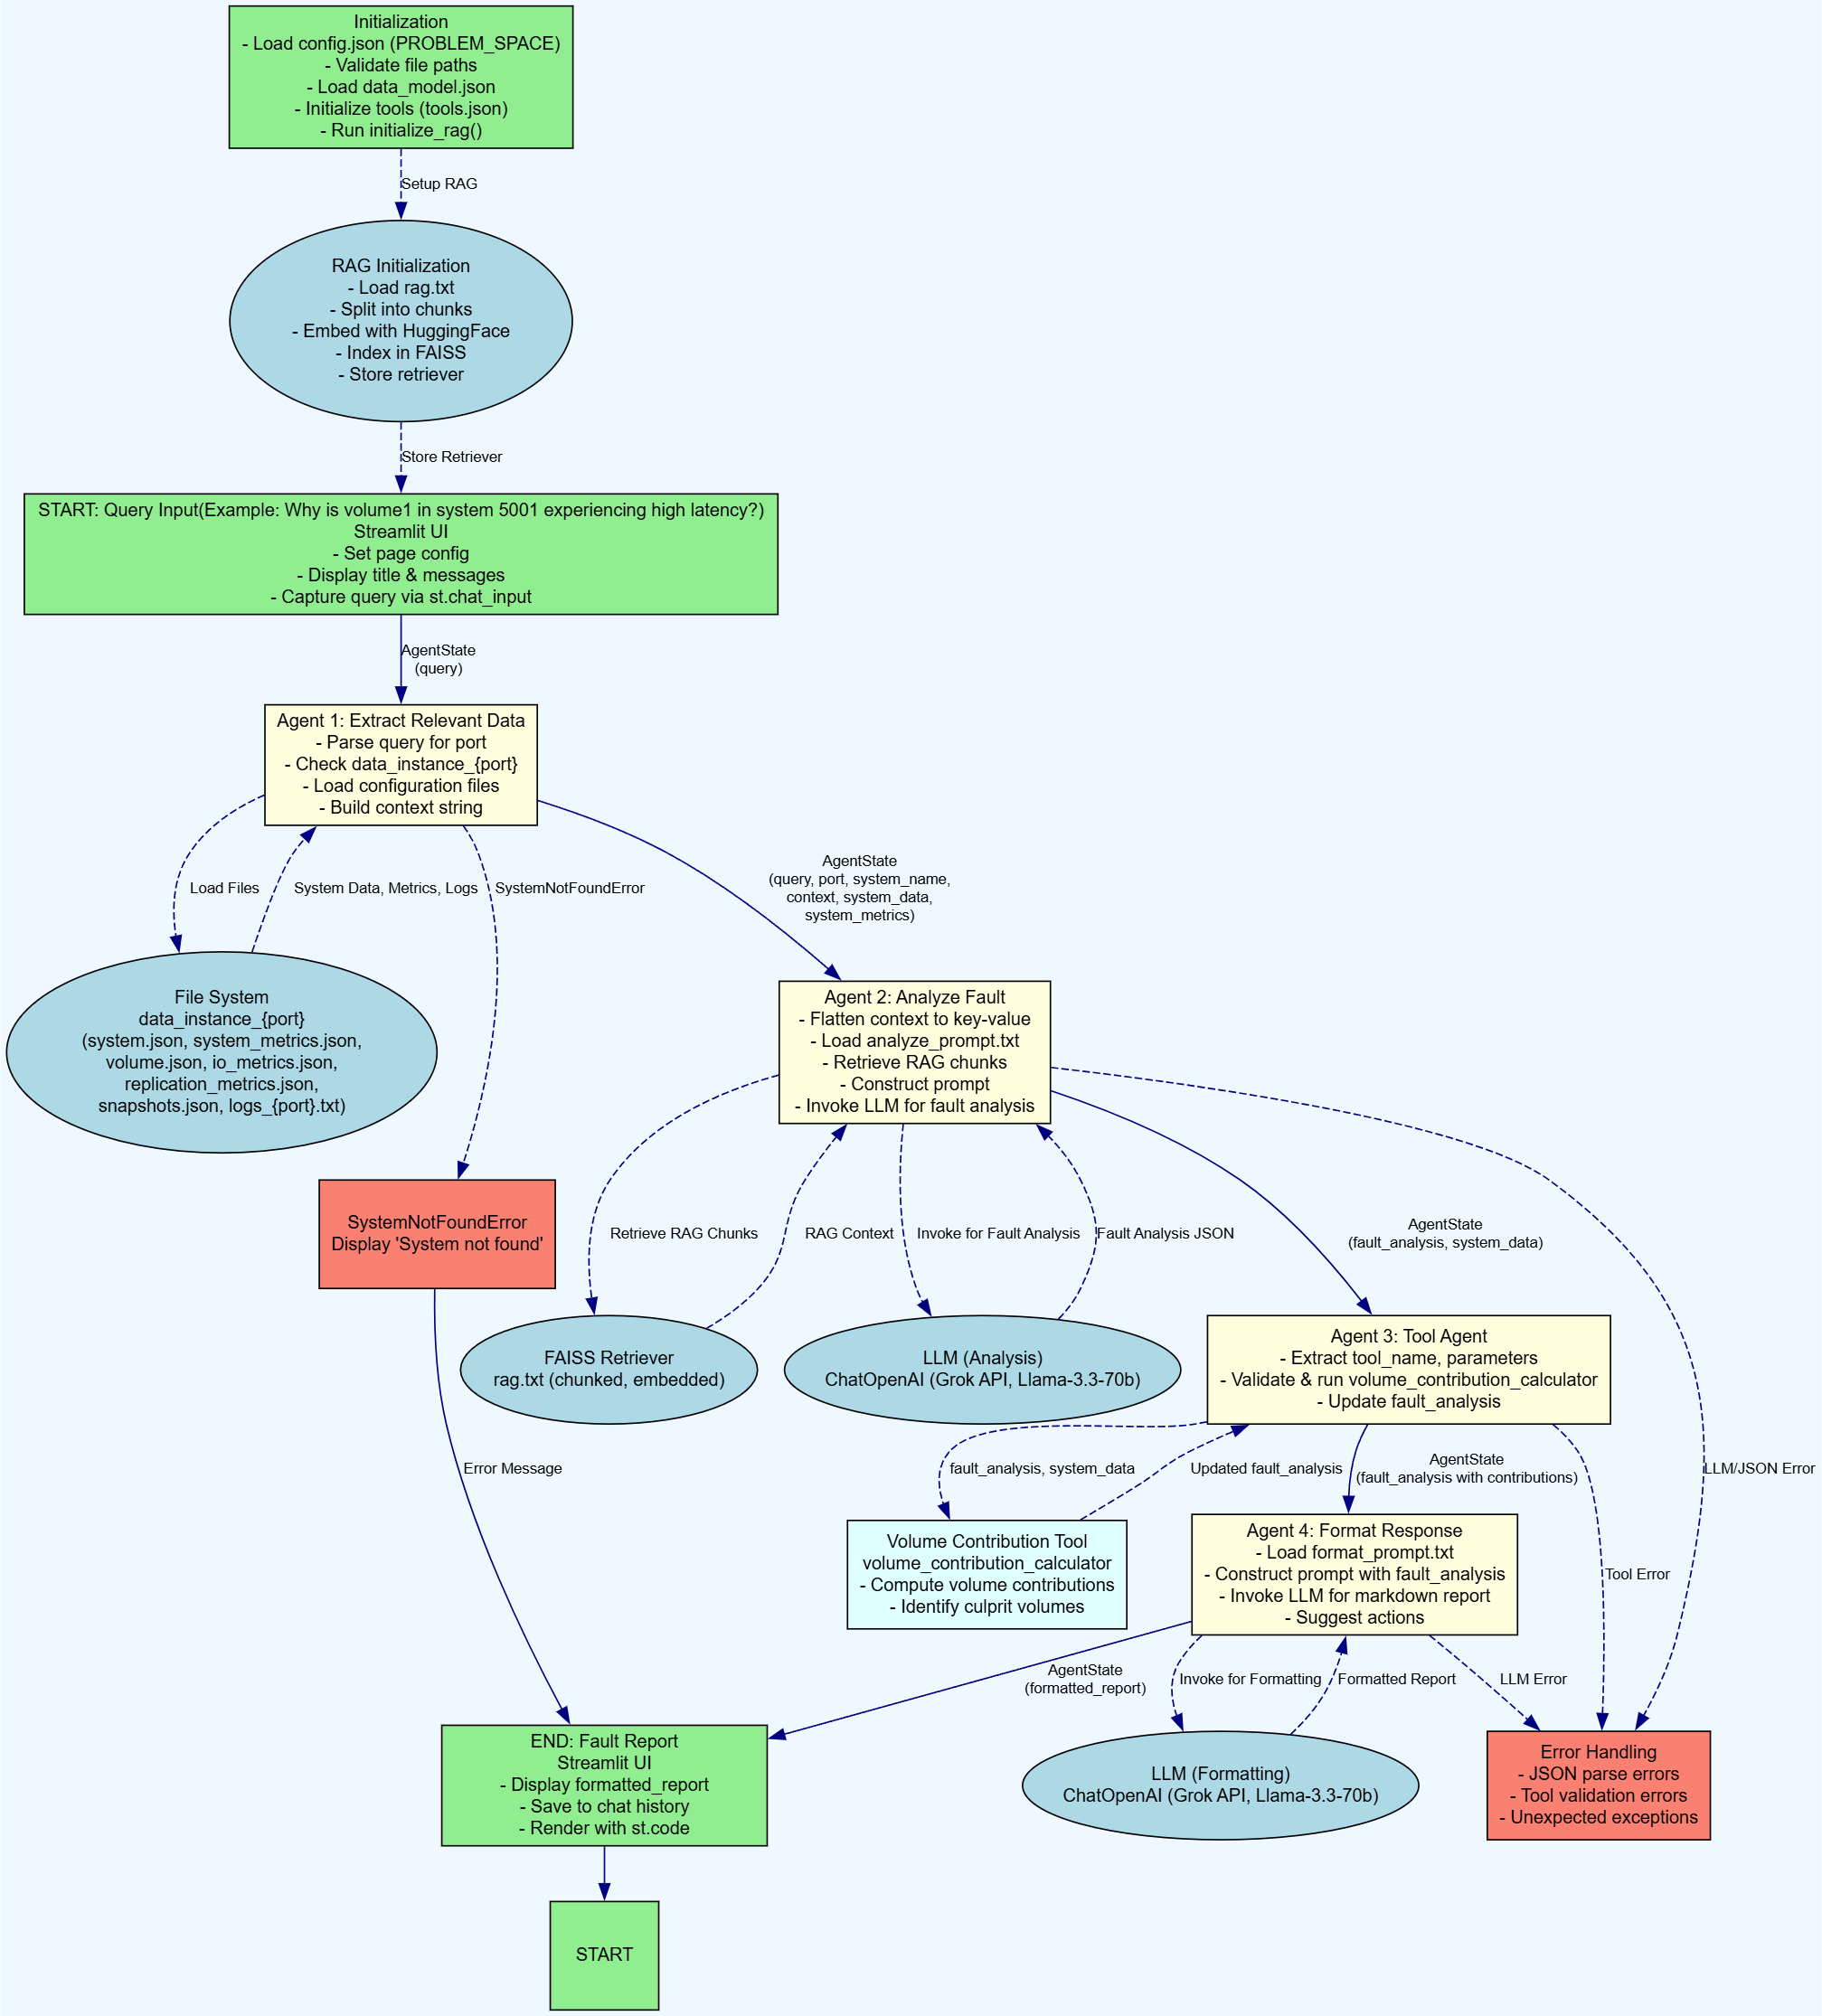 Initialization
- Load config.json (PROBLEM_SPACE)
- Validate file paths
- Load data_model.json
- Initialize tools (tools.json)
- Run initialize_rag()
Setup RAG
RAG Initialization
- Load rag.txt
- Split into chunks
- Embed with HuggingFace
- Index in FAISS
- Store retriever
Store Retriever
START: Query Input(Example: Why is volume1 in system 5001 experiencing high latency?)
Streamlit UI
- Set page config
- Display title & messages
- Capture query via st.chat_input
AgentState
(query)
Agent 1: Extract Relevant Data
- Parse query for port
- Check data_instance_{port}
- Load configuration files
- Build context string
Load Files
System Data, Metrics, Logs
SystemNotFoundError
AgentState
(query, port, system_name,
context, system_data,
system_metrics)
File System
data_instance_{port}
(system.json, system_metrics.json,
volume.json, io_metrics.json,
replication_metrics.json,
snapshots.json, logs_{port}.txt)
Agent 2: Analyze Fault
- Flatten context to key-value
- Load analyze_prompt.txt
- Retrieve RAG chunks
- Construct prompt
- Invoke LLM for fault analysis
SystemNotFoundError
Display 'System not found'
Retrieve RAG Chunks
RAG Context
Invoke for Fault Analysis
Fault Analysis JSON
AgentState
(fault_analysis, system_data)
FAISS Retriever
rag.txt (chunked, embedded)
LLM (Analysis)
ChatOpenAI (Grok API, Llama-3.3-70b)
Agent 3: Tool Agent
- Extract tool_name, parameters
- Validate & run volume_contribution_calculator
- Update fault_analysis
Error Message
fault_analysis, system_data
Updated fault_analysis
AgentState
(fault_analysis with contributions)
LLM/JSON Error
Volume Contribution Tool
volume_contribution_calculator
- Compute volume contributions
- Identify culprit volumes
Agent 4: Format Response
- Load format_prompt.txt
- Construct prompt with fault_analysis
- Invoke LLM for markdown report
- Suggest actions
Tool Error
AgentState
(formatted_report)
Invoke for Formatting
Formatted Report
LLM Error
END: Fault Report
Streamlit UI
- Display formatted_report
- Save to chat history
- Render with st.code
LLM (Formatting)
ChatOpenAI (Grok API, Llama-3.3-70b)
Error Handling
- JSON parse errors
- Tool validation errors
- Unexpected exceptions
START